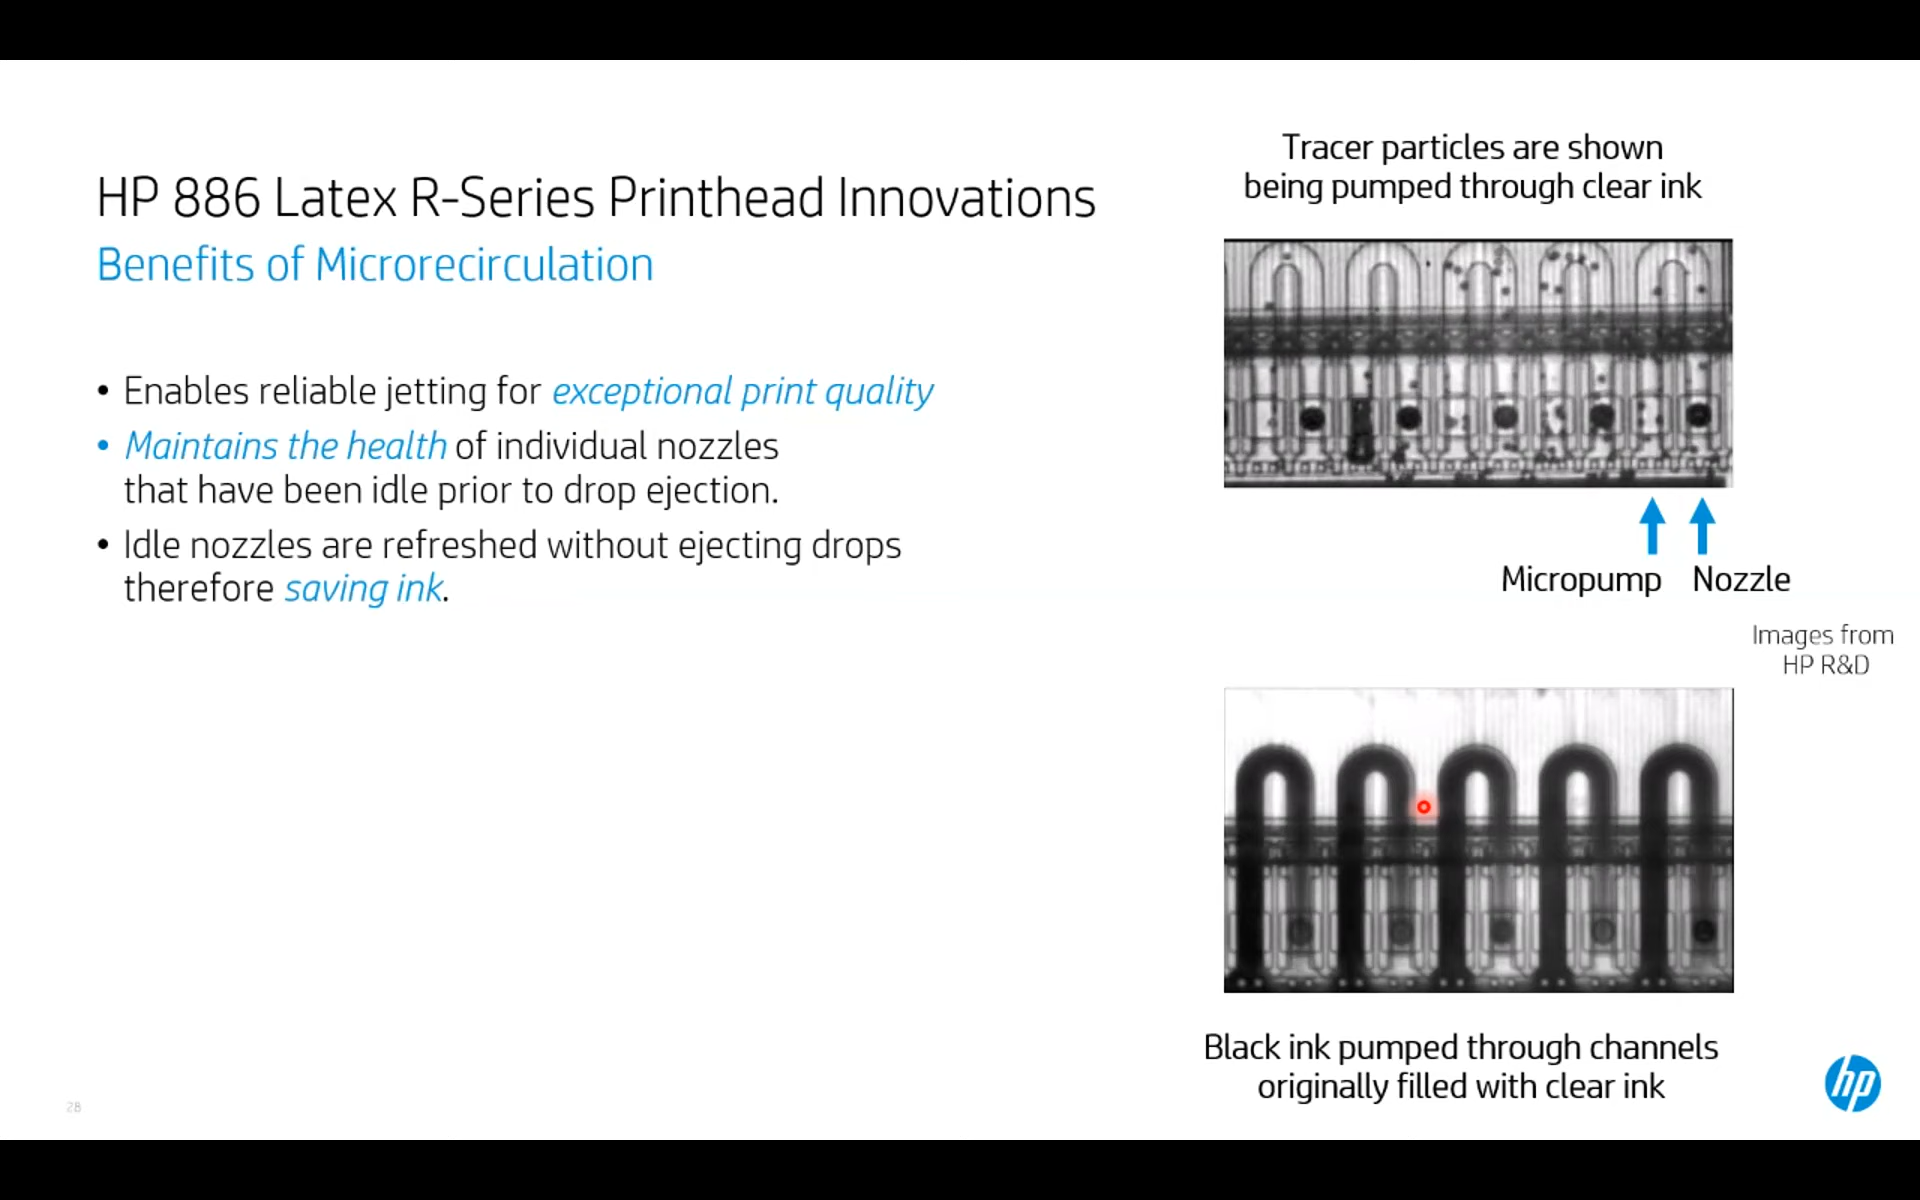 HP 886 Latex R-Series Printhead Innovations
Benefits of Microrecirculation
• Enables reliable jetting for exceptional print quality
• Maintains the health of individual nozzles
that have been idle prior to drop ejection.
• Idle nozzles are refreshed without ejecting drops
therefore saving ink.
Tracer particles are shown
being pumped through clear ink
Micropump
Nozzle
Images from
HP R&D
Black ink pumped through channels
originally filled with clear ink
28
hp